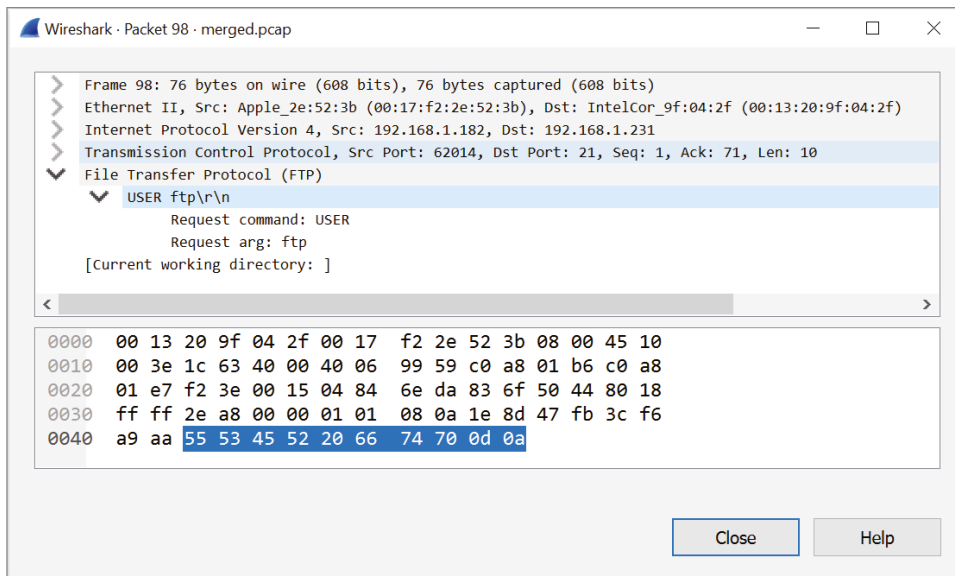 Wireshark · Packet 98 · merged.pcap
Frame 98: 76 bytes on wire (608 bits), 76 bytes captured (608 bits)
Ethernet II, Src: Apple_2e:52:3b (00:17:f2:2e:52:3b), Dst: IntelCor_9f:04:2f (00:13:20:9f:04:2f)
Internet Protocol Version 4, Src: 192.168.1.182, Dst: 192.168.1.231
Transmission Control Protocol, Src Port: 62014, Dst Port: 21, Seq: 1, Ack: 71, Len: 10
File Transfer Protocol (FTP)
USER ftp\r\n
Request command: USER
Request arg: ftp
[Current working directory: ]
0000 00 13 20 9f 04 2f 00 17 f2 2e 52 3b 08 00 45 10
0010 00 3e 1c 63 40 00 40 06 99 59 c0 a8 01 b6 c0 a8
0020 01 e7 f2 3e 00 15 04 84 6e da 83 6f 50 44 80 18
0030 ff ff 2e a8 00 00 01 01 08 0a 1e 8d 47 fb 3c f6
0040 a9 aa 55 53 45 52 20 66 74 70 0d 0a
Close Help